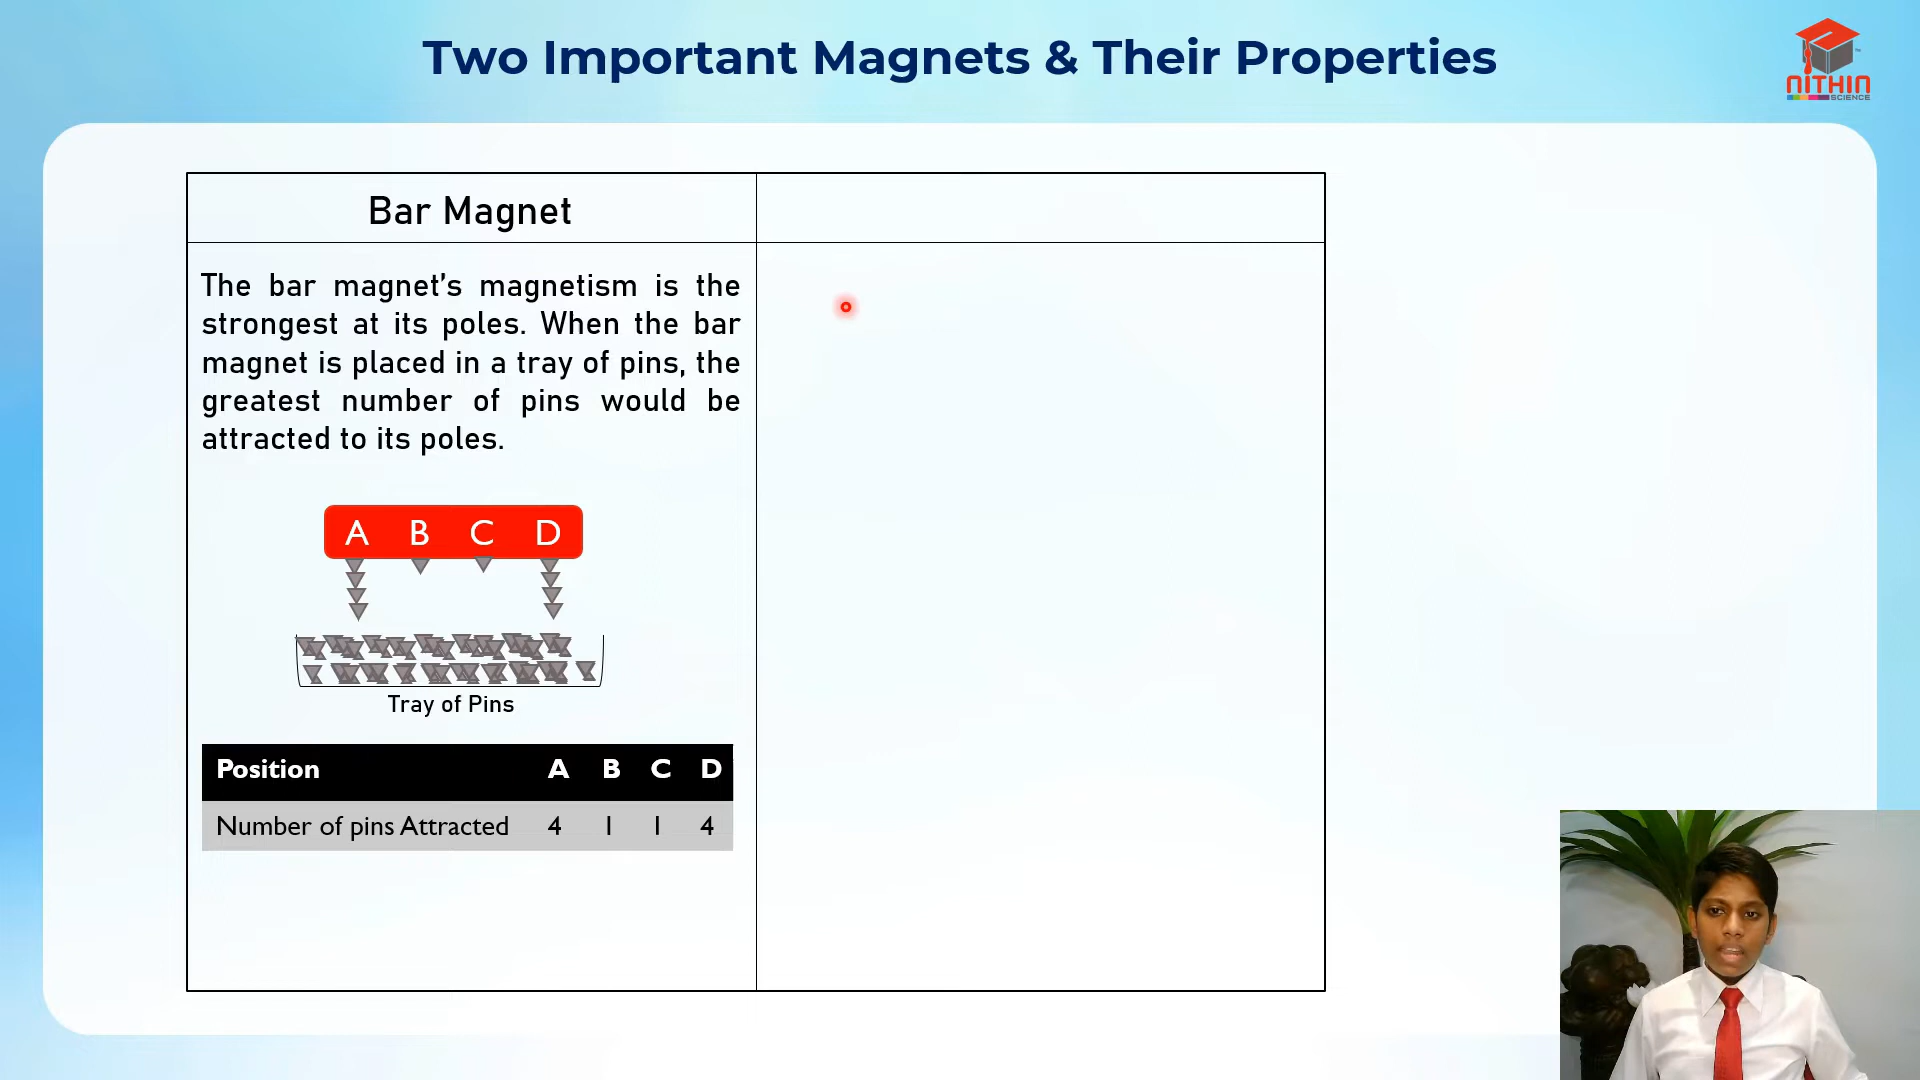 Two Important Magnets & Their Properties
NITHIN
SCIENCE
Bar Magnet
The bar magnet's magnetism is the
strongest at its poles. When the bar
magnet is placed in a tray of pins, the
greatest number of pins would be
attracted to its poles.
A B C D
Tray of Pins
Position A B C D
Number of pins Attracted 4 1 1 4